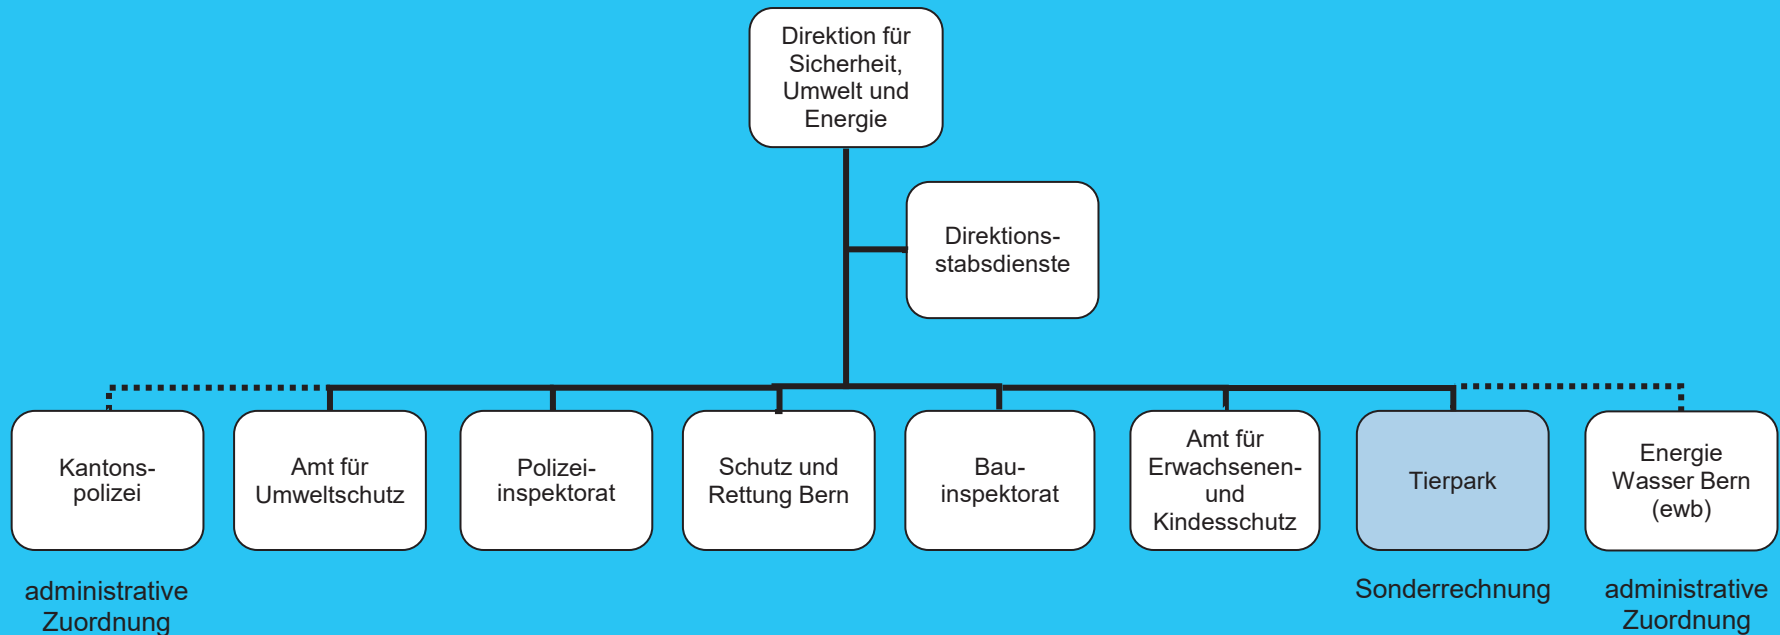 Direktion für
Sicherheit,
Umwelt und
Energie
Direktions-
stabsdienste
Kantons-
polizei
Amt für
Umweltschutz
Polizei-
inspektorat
Schutz und
Rettung Bern
Bau-
inspektorat
Amt für
Erwachsenen-
und
Kindesschutz
Tierpark
Energie
Wasser Bern
(ewb)
administrative
Zuordnung
Sonderrechnung
administrative
Zuordnung